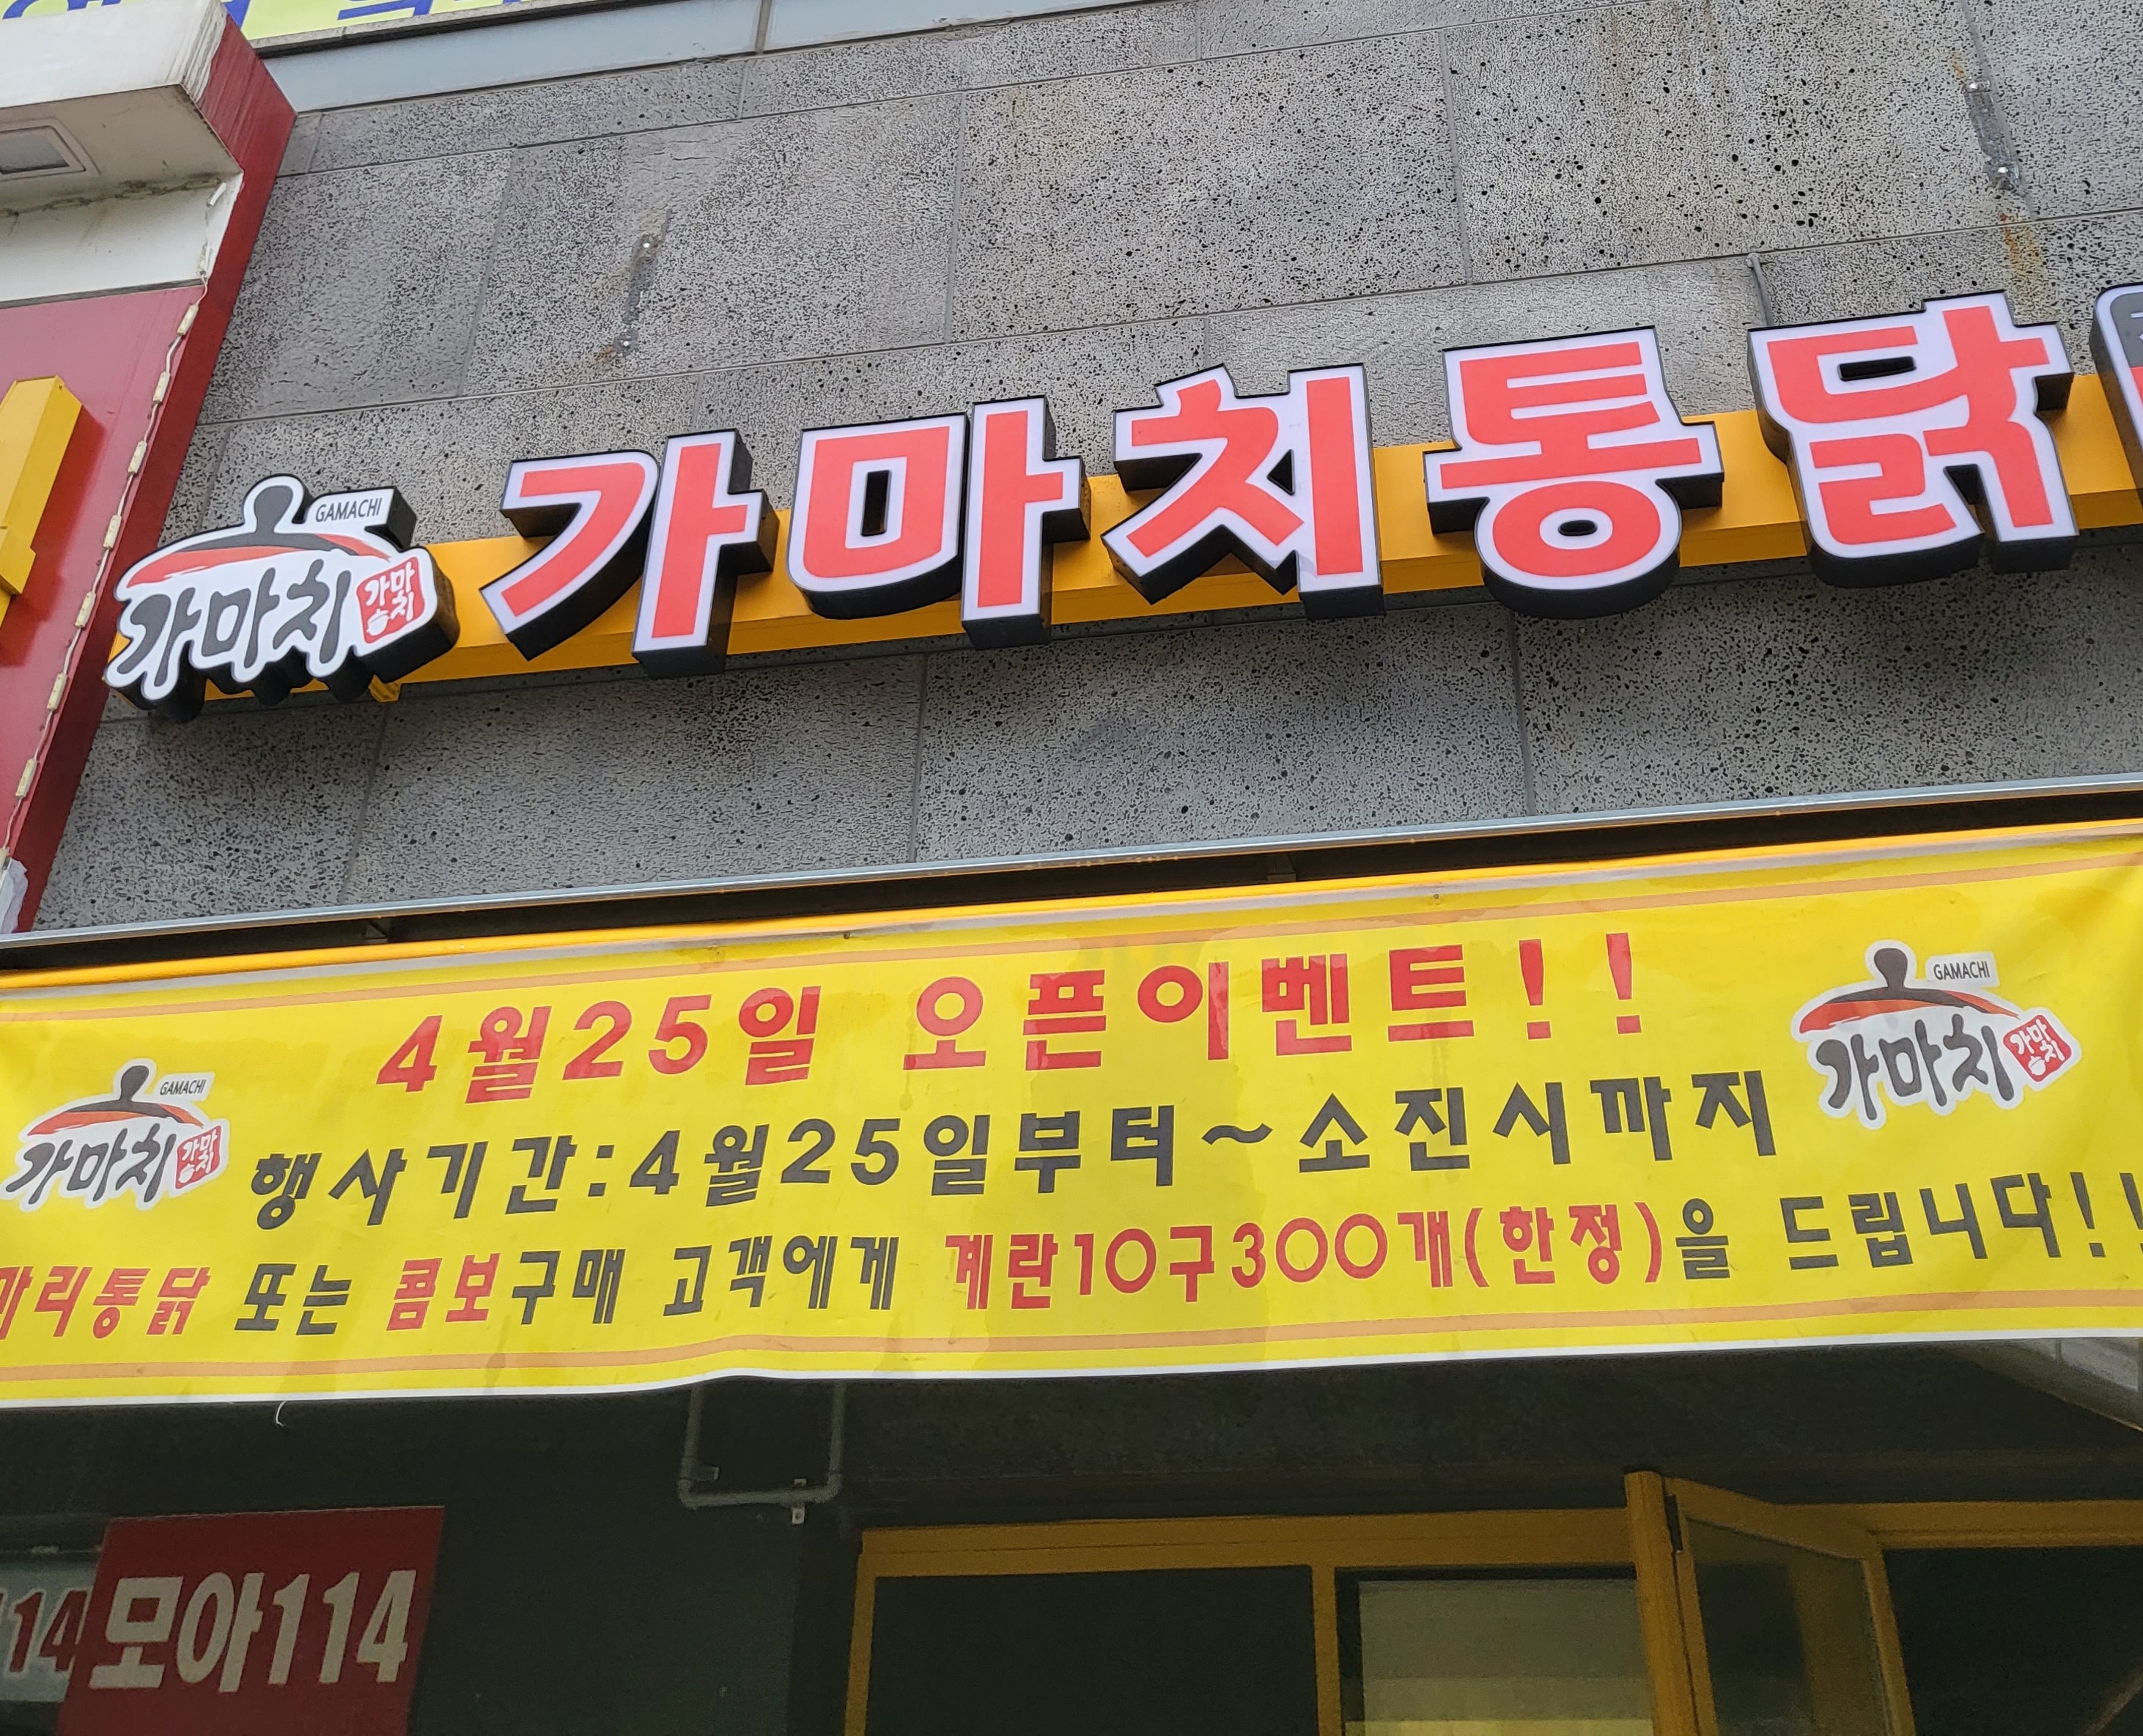 GAMACHI
가마치
가마치
가마치통닭
4월25일 오픈이벤트!!
GAMACHI
가마치
가마치
GAMACHI
가마치
가마치
행사기간:4월25일부터~소진시까지
마리통닭 또는 콤보구매 고객에게 계란10구300개(한정)을 드립니다!!
114
모아114